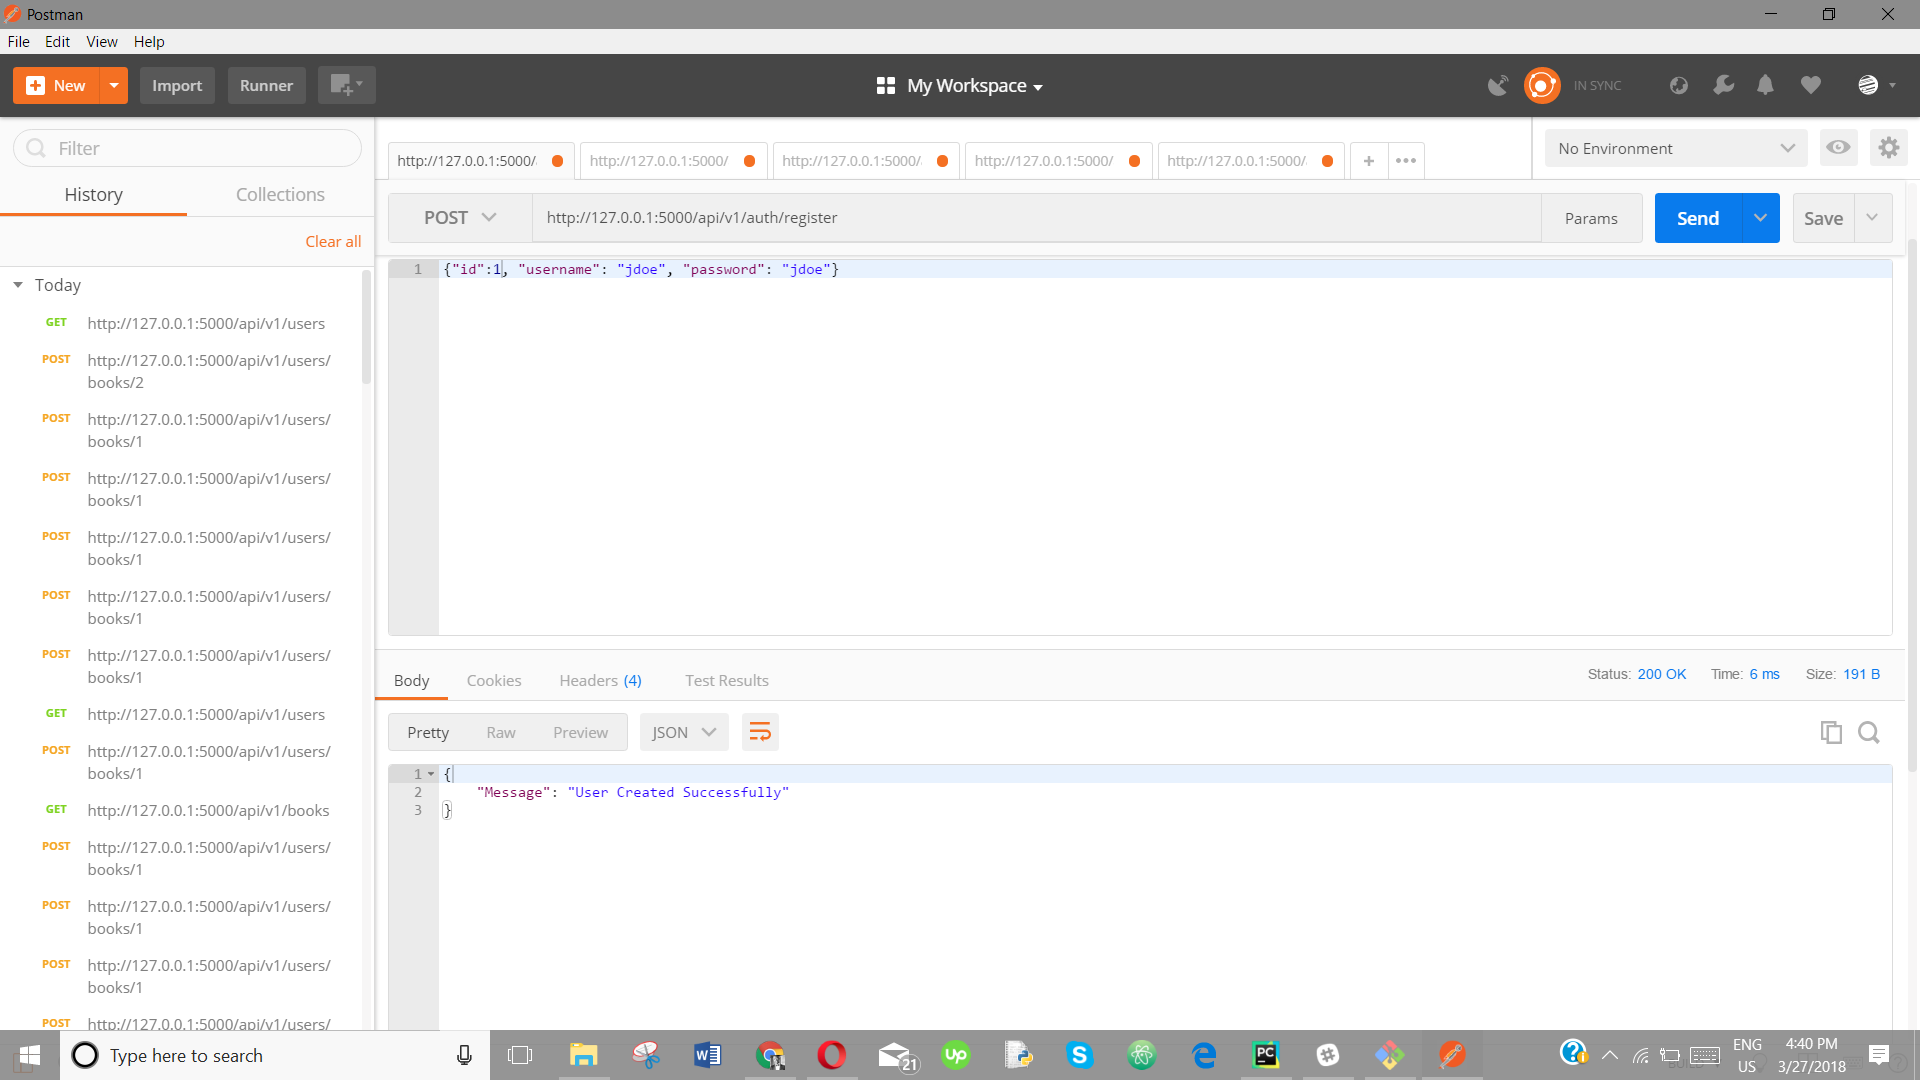 Postman
File Edit View Help
New Import Runner
My Workspace
IN SYNC
Filter
History Collections
Clear all
Today
GET http://127.0.0.1:5000/api/v1/users
POST http://127.0.0.1:5000/api/v1/users/
books/2
POST http://127.0.0.1:5000/api/v1/users/
books/1
POST http://127.0.0.1:5000/api/v1/users/
books/1
POST http://127.0.0.1:5000/api/v1/users/
books/1
POST http://127.0.0.1:5000/api/v1/users/
books/1
POST http://127.0.0.1:5000/api/v1/users/
books/1
GET http://127.0.0.1:5000/api/v1/users
POST http://127.0.0.1:5000/api/v1/users/
books/1
GET http://127.0.0.1:5000/api/v1/books
POST http://127.0.0.1:5000/api/v1/users/
books/1
POST http://127.0.0.1:5000/api/v1/users/
books/1
POST http://127.0.0.1:5000/api/v1/users/
books/1
POST http://127.0.0.1:5000/api/v1/users/
http://127.0.0.1:5000/ http://127.0.0.1:5000/ http://127.0.0.1:5000/ http://127.0.0.1:5000/ http://127.0.0.1:5000/
No Environment
POST http://127.0.0.1:5000/api/v1/auth/register Params Send Save
1 {"id":1, "username": "jdoe", "password": "jdoe"}
Body Cookies Headers (4) Test Results
Status: 200 OK Time: 6 ms Size: 191 B
Pretty Raw Preview JSON
1 {
2 "Message": "User Created Successfully"
3 }
Type here to search
21
up
PC
ENG
US
4:40 PM
3/27/2018